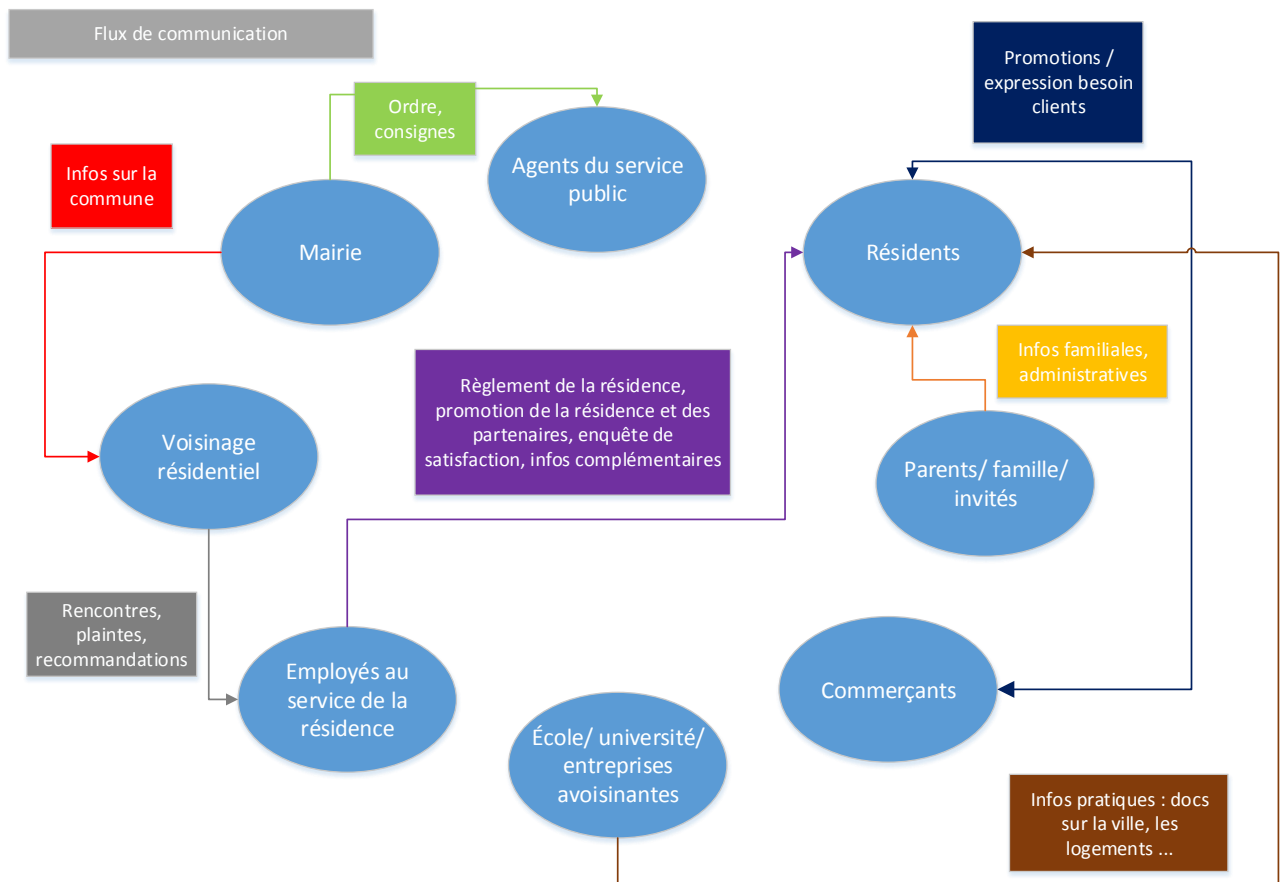 Flux de communication
Promotions /
expression besoin
clients
Ordre,
consignes
Agents du service
public
Infos sur la
commune
Mairie
Résidents
Infos familiales,
administratives
Règlement de la résidence,
promotion de la résidence et des
partenaires, enquête de
satisfaction, infos complémentaires
Voisinage
résidentiel
Parents/ famille/
invités
Rencontres,
plaintes,
recommandations
Employés au
service de la
résidence
Commerçants
École/ université/
entreprises
avoisinantes
Infos pratiques : docs
sur la ville, les
logements ...